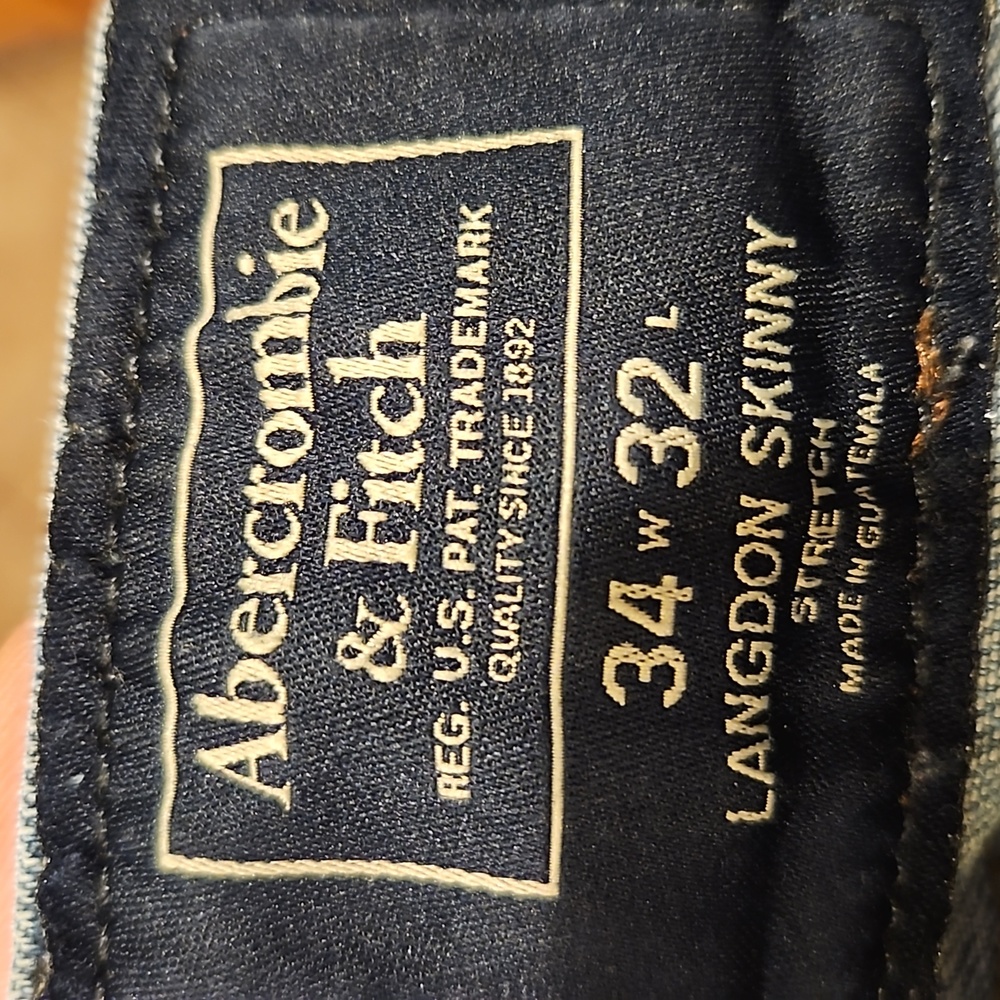 Abercrombie
& Fitch
REG. U.S. PAT. TRADEMARK
QUALITY SINCE 1892
34 W 32 L
LANGDON SKINNY
STRETCH
MADE IN GUATEMALA